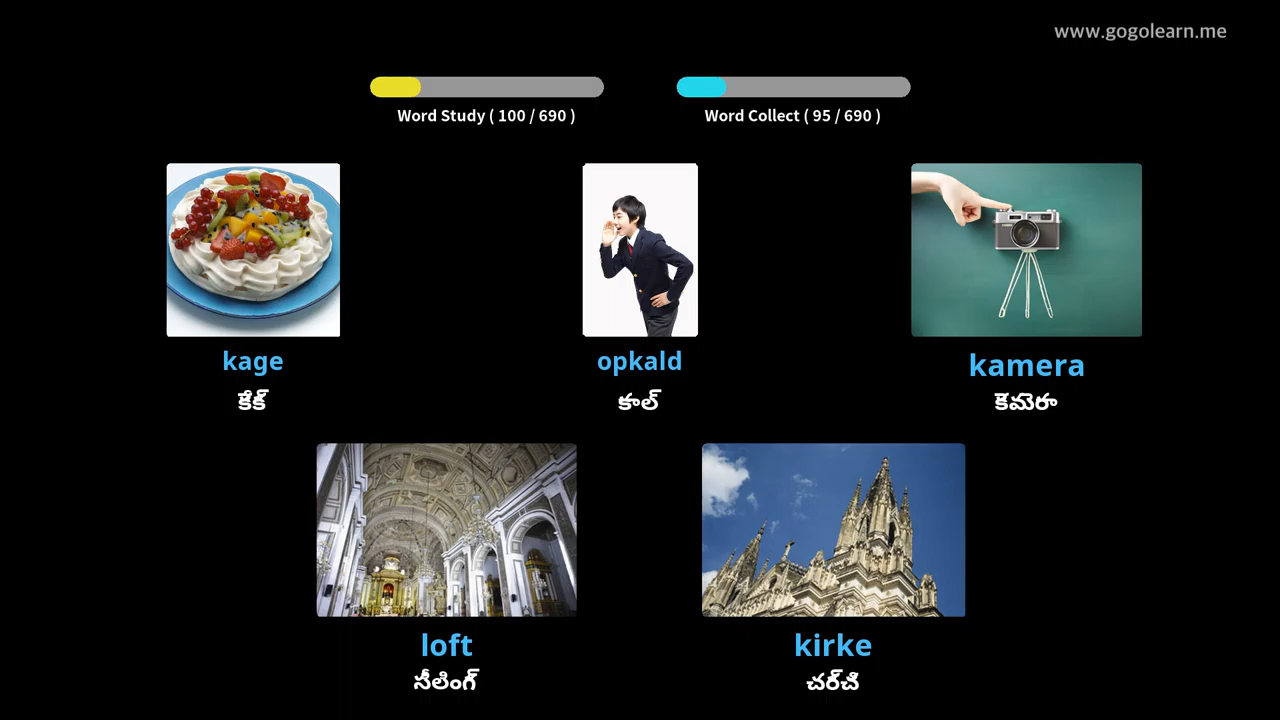 www.gogolearn.me
Word Study ( 100 / 690 )
Word Collect ( 95 / 690 )
kage
కేక్
opkald
కాల్
kamera
కెమెరా
loft
సీలింగ్
kirke
చర్చి